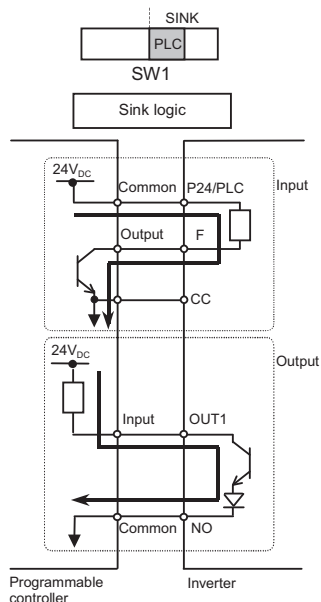 SINK
PLC
SW1
Sink logic
24VDC
Common P24/PLC
Input
Output F
CC
24VDC
Output
Input OUT1
Common NO
Programmable
controller
Inverter